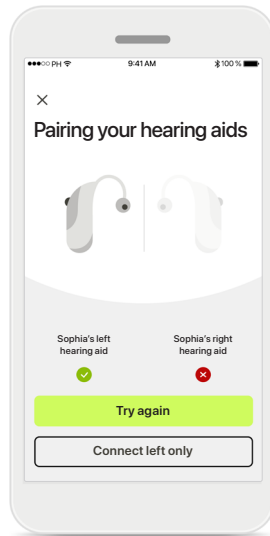 PH 9:41 AM 100 %
Pairing your hearing aids
Sophia's left
hearing aid
Sophia's right
hearing aid
Try again
Connect left only